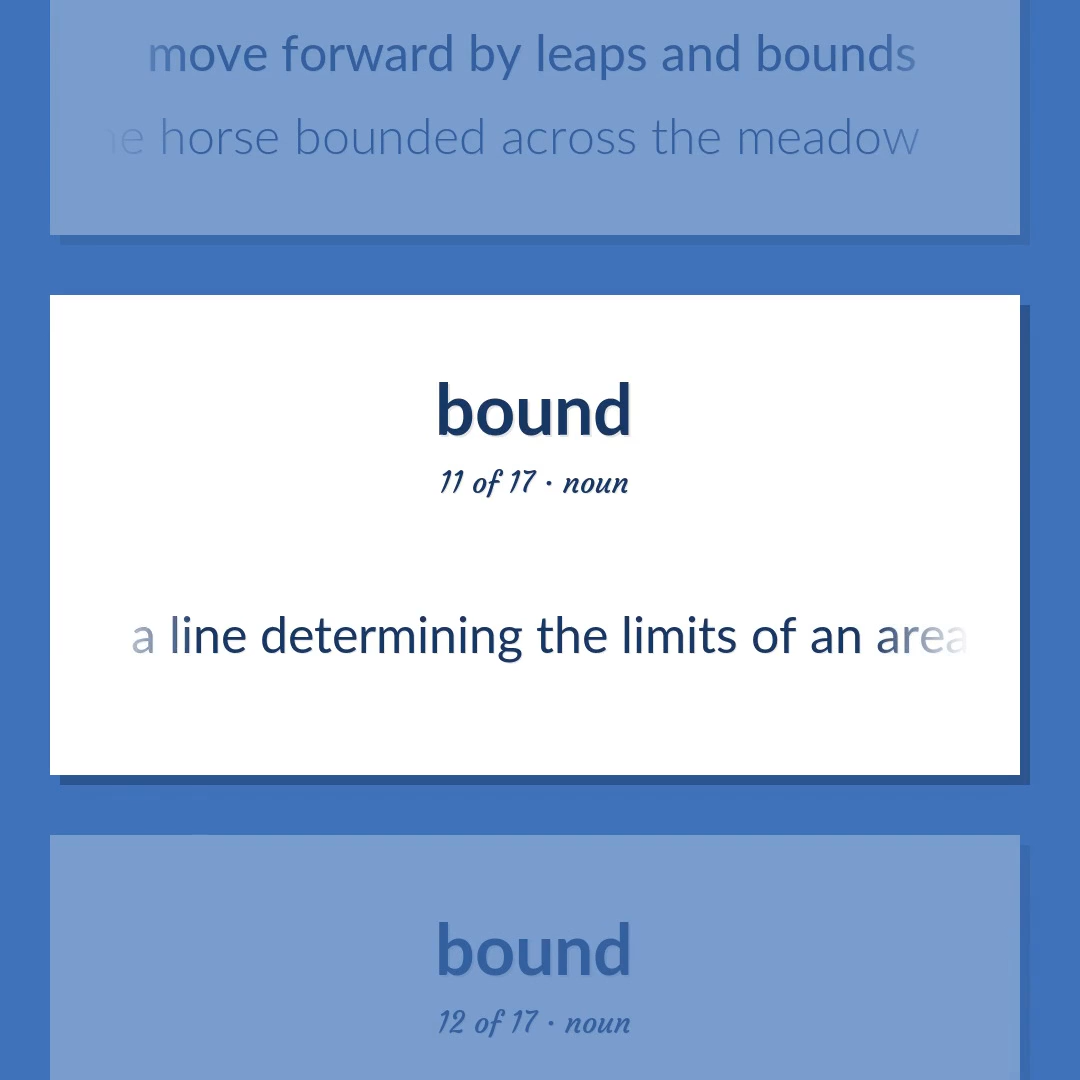 move forward by leaps and bounds
horse bounded across the meadow
bound
11 of 17 · noun
a line determining the limits of an area
bound
12 of 17 · noun